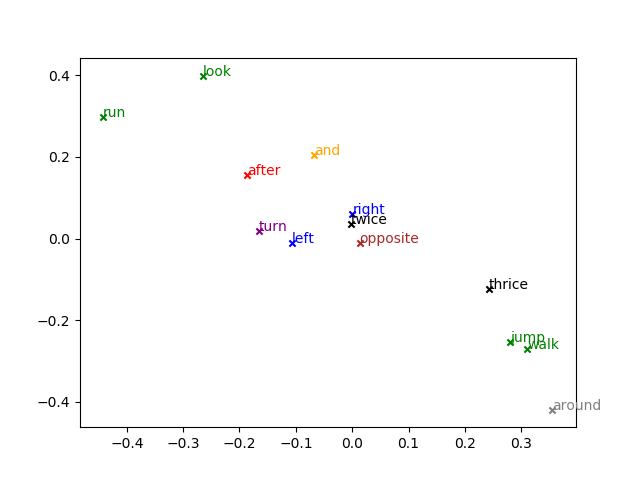 look
run
and
after
right
twice
turn
left
opposite
thrice
jump
walk
around
0.4
0.2
0.0
−0.2
−0.4
−0.4
−0.3
−0.2
−0.1
0.0
0.1
0.2
0.3